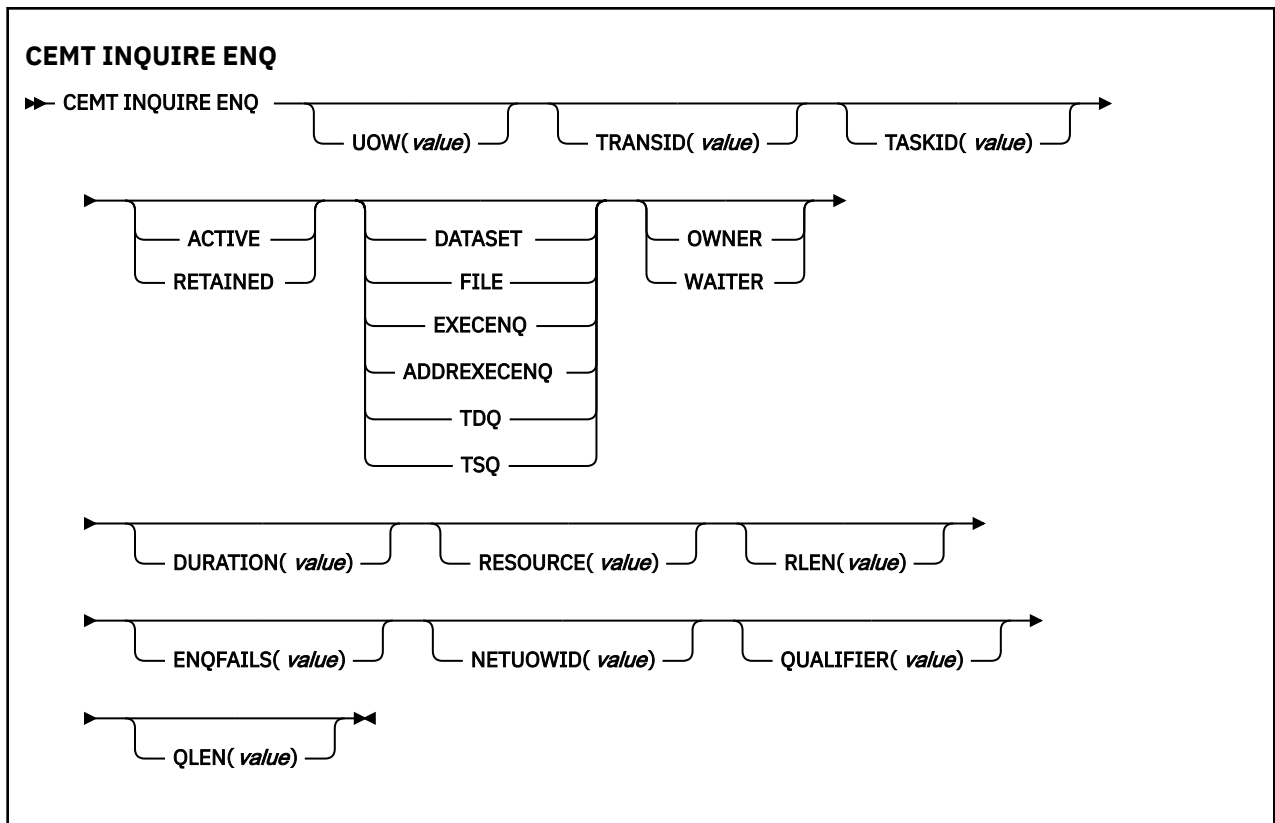 CEMT INQUIRE ENQ
CEMT INQUIRE ENQ
UOW( value) TRANSID( value) TASKID( value)
ACTIVE DATASET OWNER
RETAINED FILE WAITER
EXECENQ
ADDREXECENQ
TDQ
TSQ
DURATION( value) RESOURCE( value) RLEN( value)
ENQFAILS( value) NETUOWID( value) QUALIFIER( value)
QLEN( value)